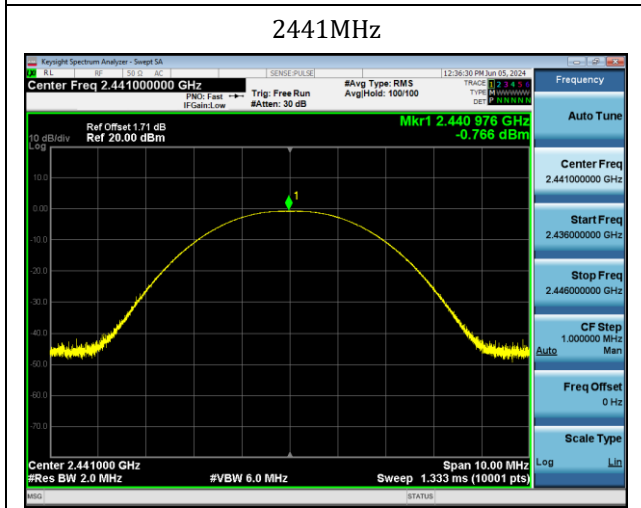 2441MHz
Keysight Spectrum Analyzer - Swept SA
RL RF 50 Ω AC SENSE:PULSE 12:36:30 PM Jun 05, 2024
Center Freq 2.441000000 GHz #Avg Type: RMS TRACE 1 2 3 4 5 6
PNO: Fast Trig: Free Run Avg|Hold: 100/100 TYPE M WWWWW
IFGain:Low #Atten: 30 dB DET P N N N N N
Ref Offset 1.71 dB Mkr1 2.440 976 GHz
10 dB/div Ref 20.00 dBm -0.766 dBm
Log
10.0
1
0.00
-10.0
-20.0
-30.0
-40.0
-50.0
-60.0
-70.0
Center 2.441000 GHz Span 10.00 MHz
#Res BW 2.0 MHz #VBW 6.0 MHz Sweep 1.333 ms (10001 pts)
MSG STATUS
Frequency
Auto Tune
Center Freq
2.441000000 GHz
Start Freq
2.436000000 GHz
Stop Freq
2.446000000 GHz
CF Step
1.000000 MHz
Auto Man
Freq Offset
0 Hz
Scale Type
Log Lin